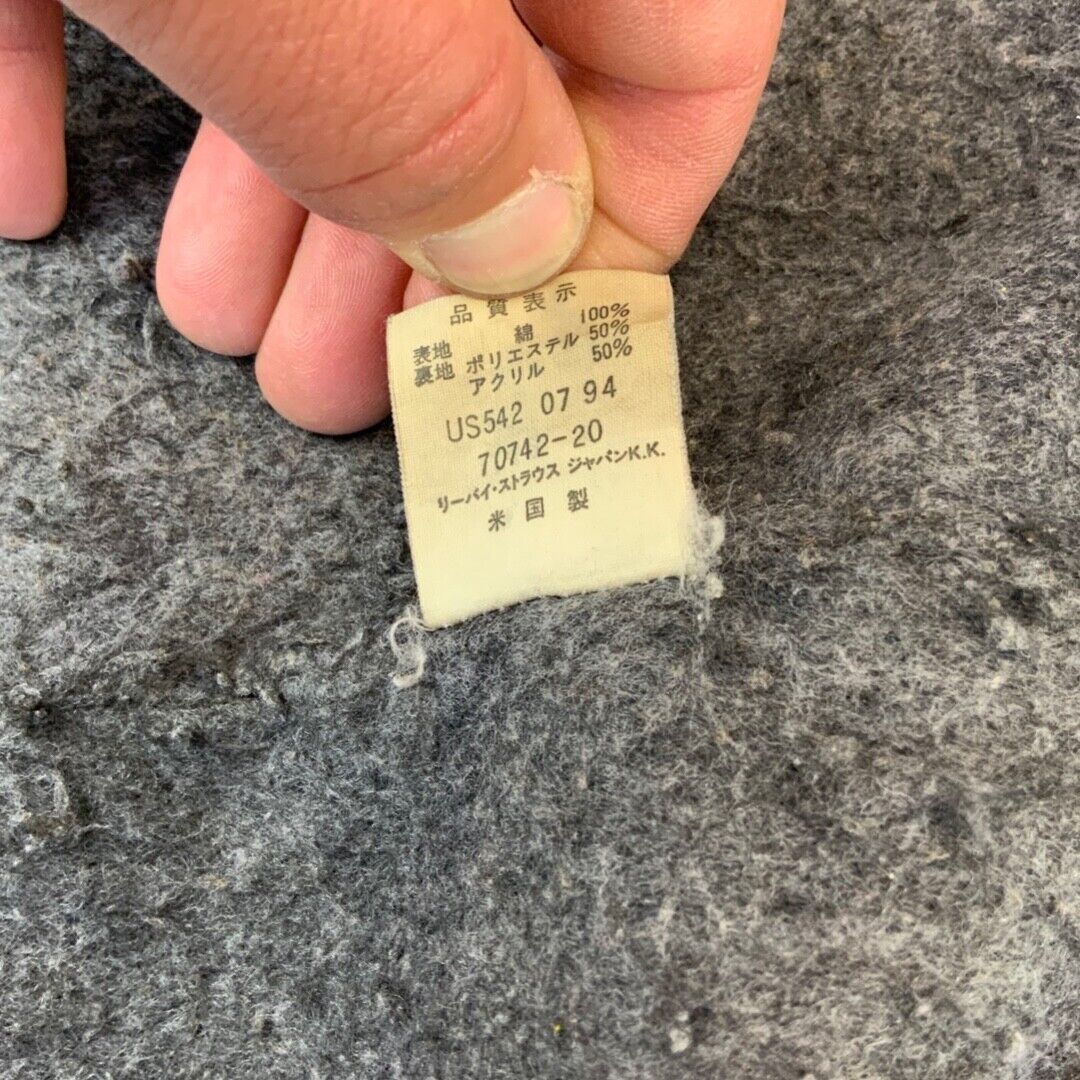 品質表示
表地 綿 100%
裏地 ポリエステル 50%
アクリル 50%
US542 07 94
70742-20
リーバイ・ストラウス ジャパンK.K.
米国製